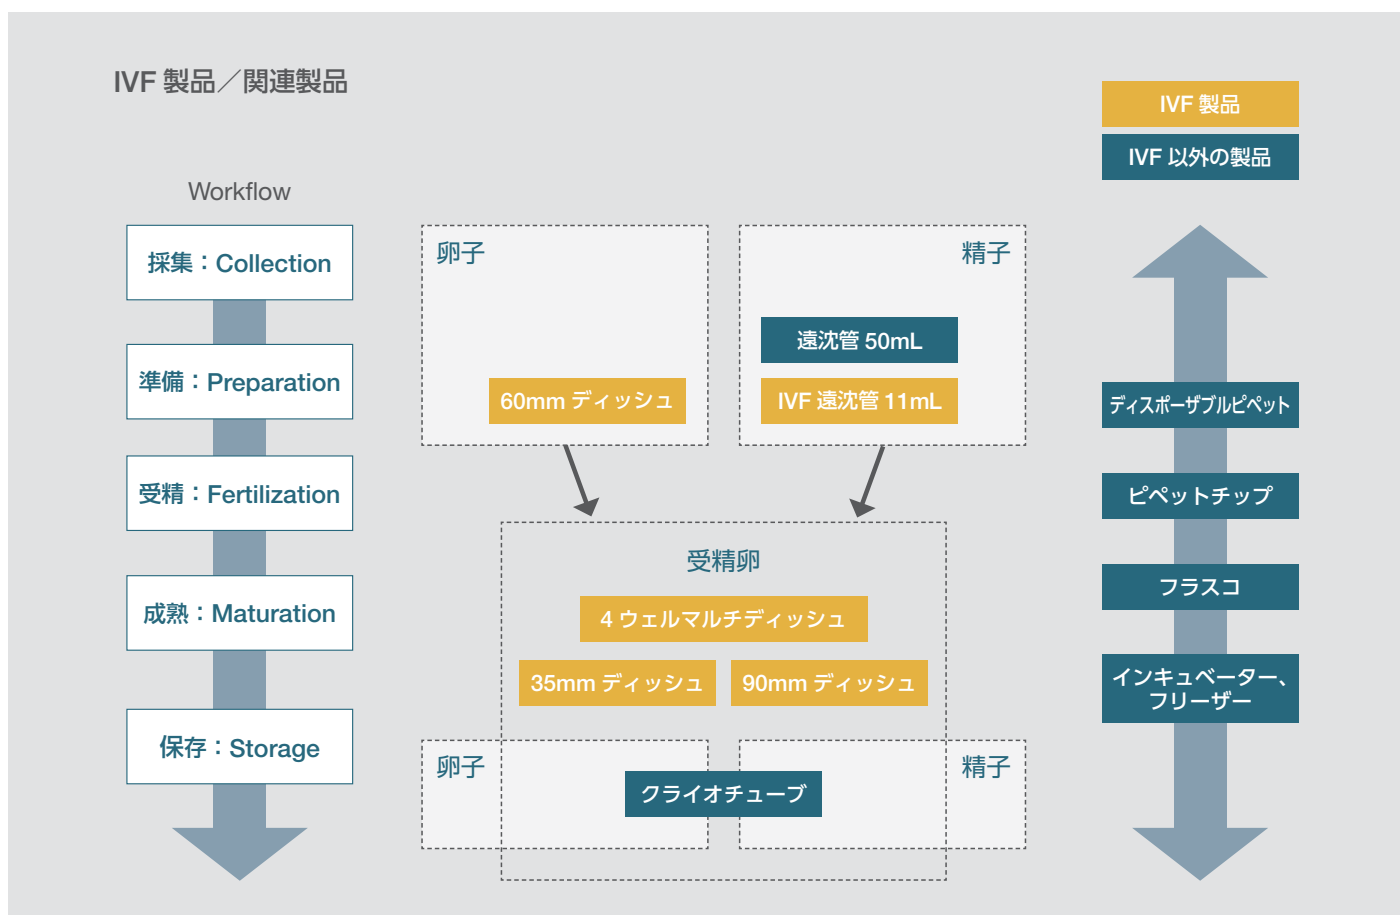 IVF 製品／関連製品
IVF 製品
IVF 以外の製品
Workflow
採集：Collection
準備：Preparation
受精：Fertilization
成熟：Maturation
保存：Storage
卵子
60mm ディッシュ
精子
遠沈管 50mL
IVF 遠沈管 11mL
受精卵
4 ウェルマルチディッシュ
35mm ディッシュ
90mm ディッシュ
卵子
精子
クライオチューブ
ディスポーザブルピペット
ピペットチップ
フラスコ
インキュベーター、
フリーザー